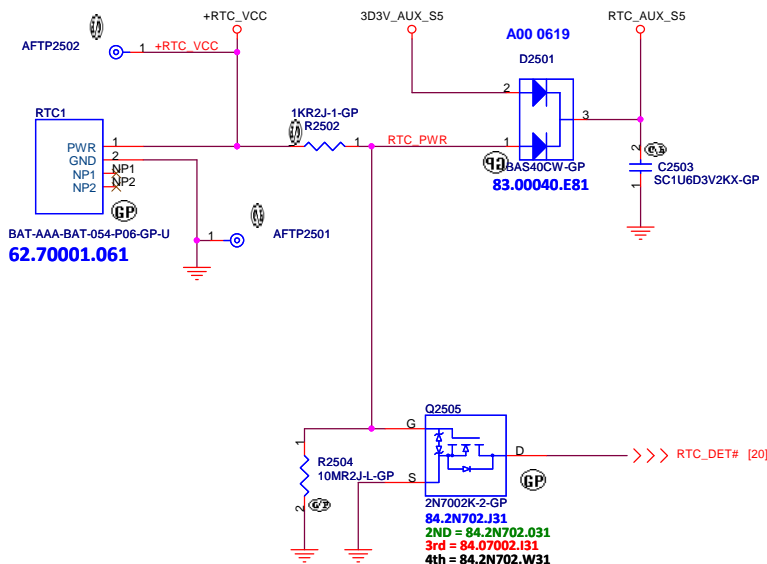 +RTC_VCC
3D3V_AUX_S5
RTC_AUX_S5
A00 0619
AFTP2502
1
+RTC_VCC
D2501
RTC1
2
1KR2J-1-GP
R2502
3
PWR
1
1
RTC_PWR
1
GND
2
NP1
NP1
NP2
NP2
2
C2503
1
SC1U6D3V2KX-GP
GP
BAS40CW-GP
83.00040.E81
GP
BAT-AAA-BAT-054-P06-GP-U
62.70001.061
1
AFTP2501
Q2505
G
1
R2504
10MR2J-L-GP
2
D
S
RTC_DET# [20]
GP
2N7002K-2-GP
84.2N702.J31
2ND = 84.2N702.031
3rd = 84.07002.I31
4th = 84.2N702.W31